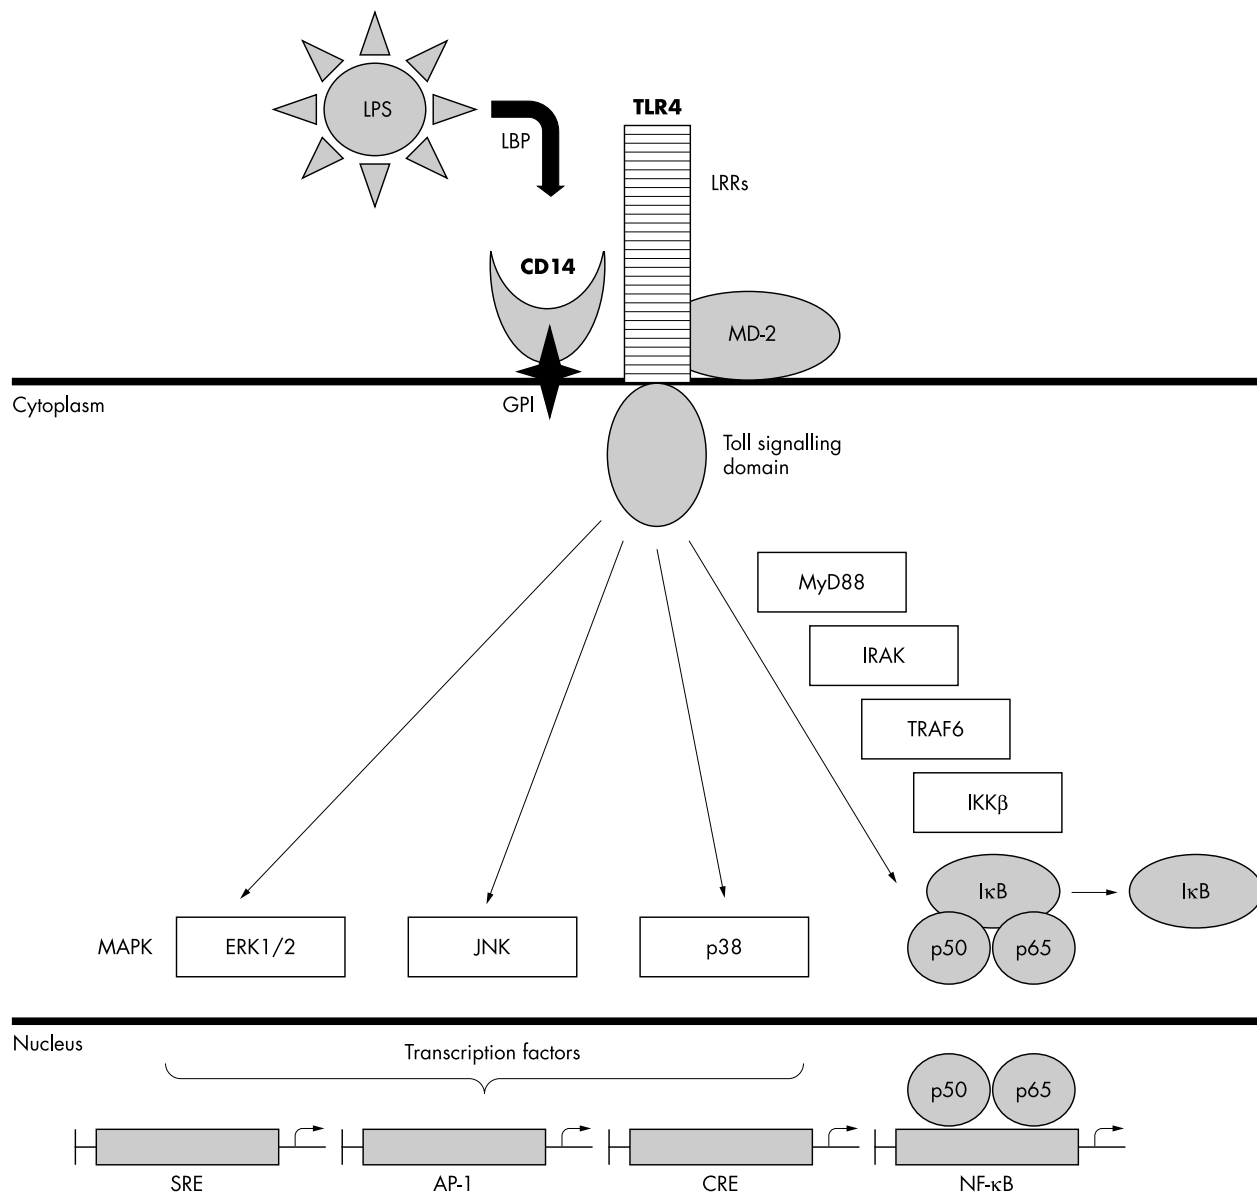 LPS
LBP
TLR4
LRRs
CD14
MD-2
Cytoplasm
GPI
Toll signalling
domain
MyD88
IRAK
TRAF6
IKKβ
IκB
IκB
p50
p65
MAPK
ERK1/2
JNK
p38
Nucleus
Transcription factors
p50
p65
SRE
AP-1
CRE
NF-κB